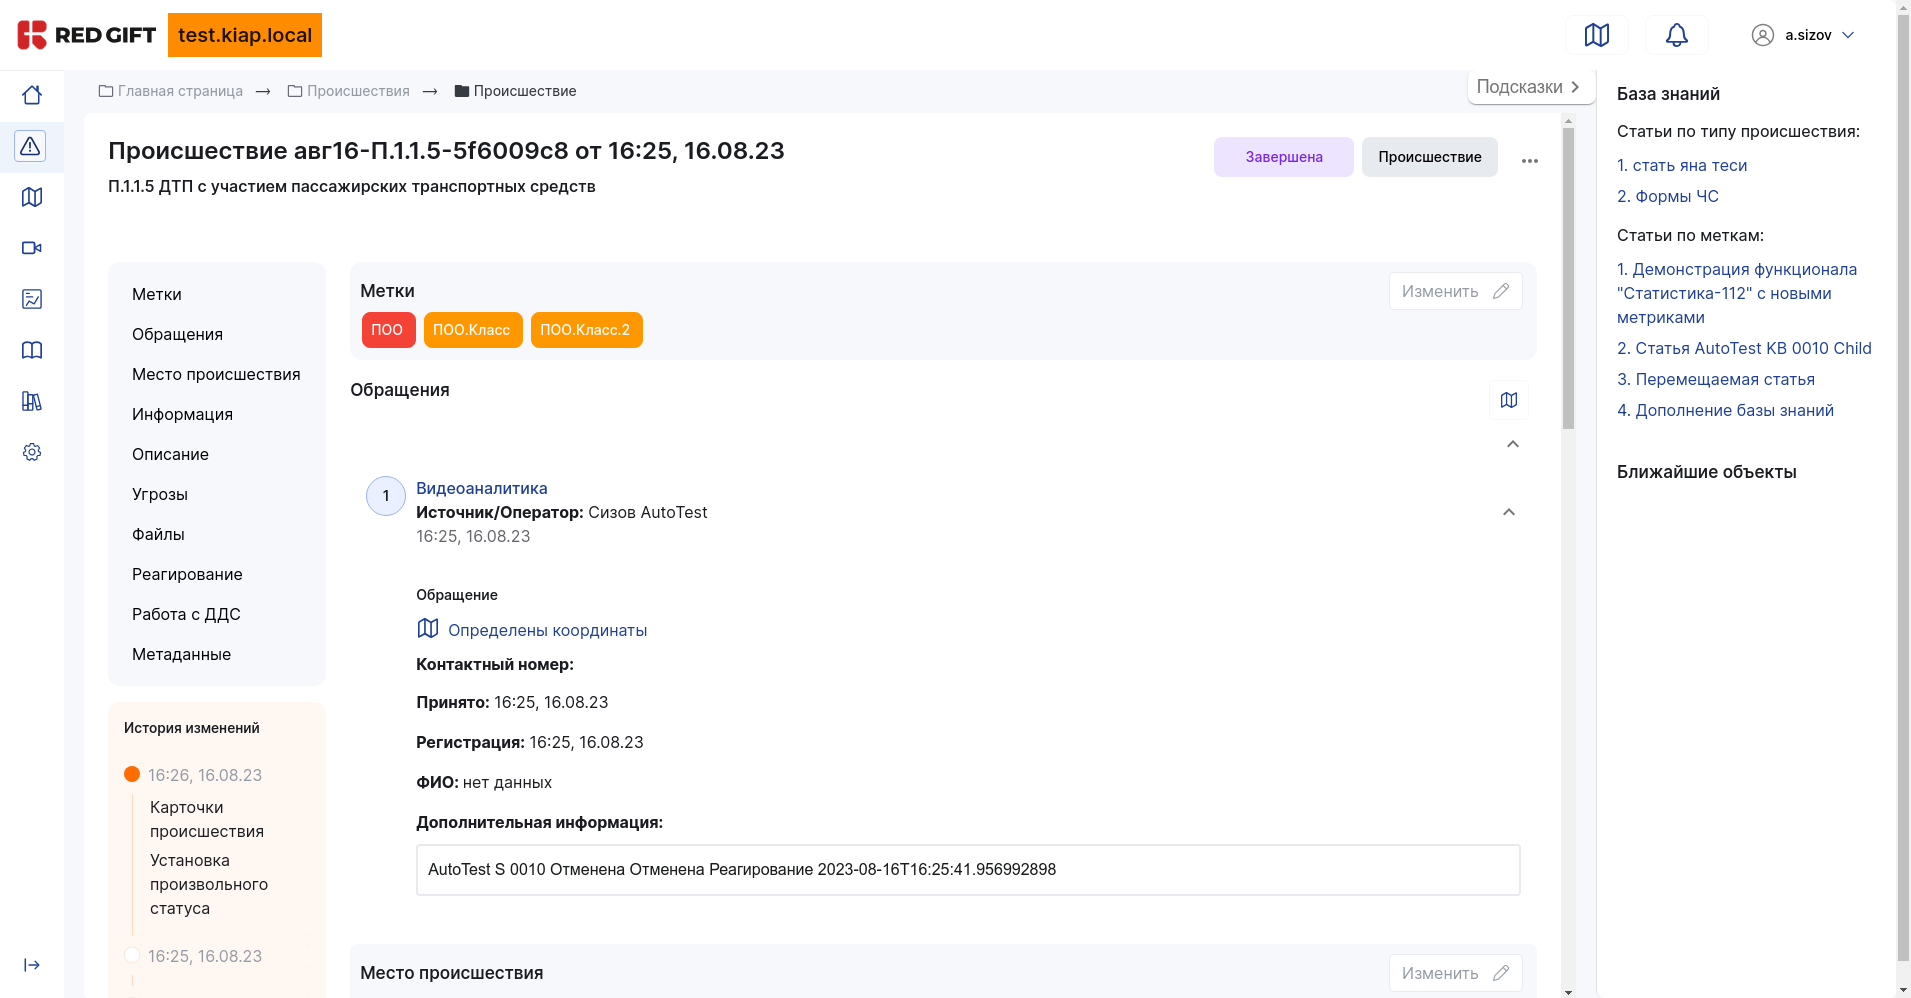 RED GIFT
test.kiap.local
a.sizov
Главная страница → Происшествия → Происшествие
Подсказки
Происшествие авг16-П.1.1.5-5f6009c8 от 16:25, 16.08.23
П.1.1.5 ДТП с участием пассажирских транспортных средств
Завершена
Происшествие
...
Метки
Обращения
Место происшествия
Информация
Описание
Угрозы
Файлы
Реагирование
Работа с ДДС
Метаданные
История изменений
16:26, 16.08.23
Карточки
происшествия
Установка
произвольного
статуса
16:25, 16.08.23
Метки
Изменить
ПОО
ПОО.Класс
ПОО.Класс.2
Обращения
1
Видеоаналитика
Источник/Оператор: Сизов AutoTest
16:25, 16.08.23
Обращение
Определены координаты
Контактный номер:
Принято: 16:25, 16.08.23
Регистрация: 16:25, 16.08.23
ФИО: нет данных
Дополнительная информация:
AutoTest S 0010 Отменена Отменена Реагирование 2023-08-16T16:25:41.956992898
Место происшествия
Изменить
База знаний
Статьи по типу происшествия:
1. стать яна теси
2. Формы ЧС
Статьи по меткам:
1. Демонстрация функционала
"Статистика-112" с новыми
метриками
2. Статья AutoTest KB 0010 Child
3. Перемещаемая статья
4. Дополнение базы знаний
Ближайшие объекты